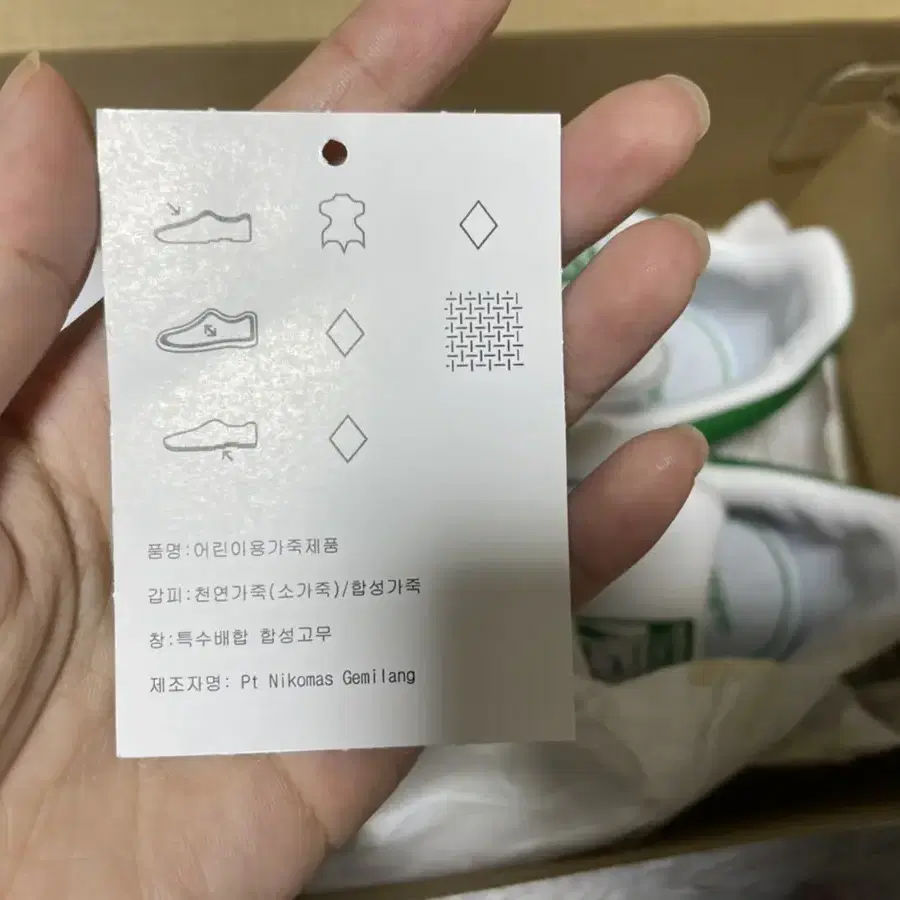 품명:어린이용가죽제품
갑피:천연가죽(소가죽)/합성가죽
창:특수배합 합성고무
제조자명: Pt Nikomas Gemilang